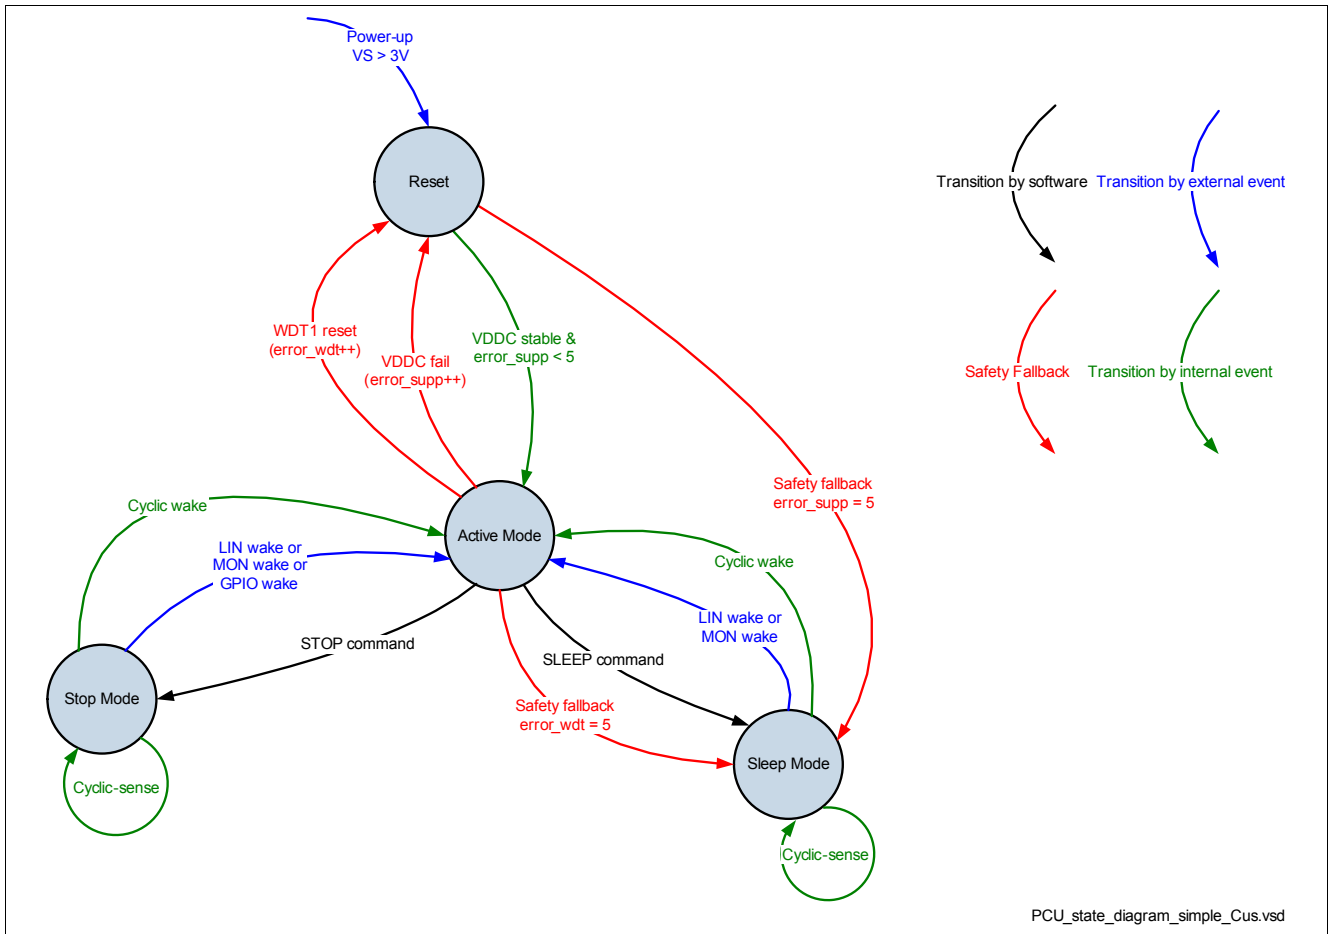 Power-up
VS > 3V
Reset
Transition by software
Transition by external event
WDT1 reset
(error_wdt++)
VDDC fail
(error_supp++)
VDDC stable &
error_supp < 5
Safety Fallback
Transition by internal event
Safety fallback
error_supp = 5
Cyclic wake
LIN wake or
MON wake or
GPIO wake
Active Mode
Cyclic wake
LIN wake or
MON wake
STOP command
SLEEP command
Stop Mode
Safety fallback
error_wdt = 5
Sleep Mode
Cyclic-sense
Cyclic-sense
PCU_state_diagram_simple_Cus.vsd